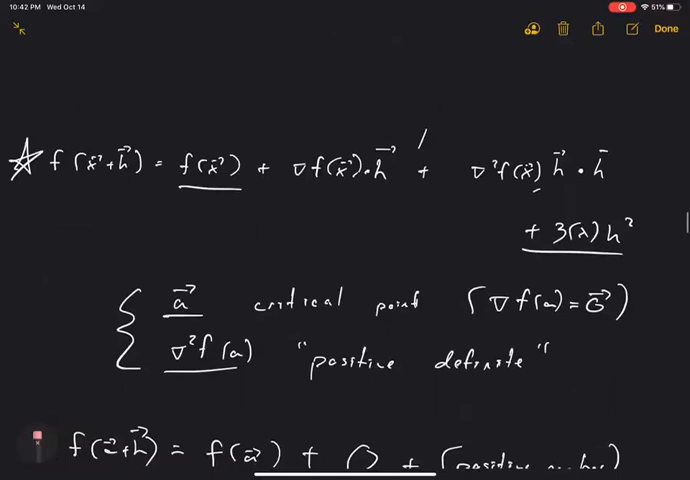 10:42 PM Wed Oct 14
51%
Done
☆ f(x⃗+h⃗) = f(x⃗) + ∇f(x⃗)·h⃗ + ∇²f(x⃗)h⃗·h⃗
+ 3(x)h²
a⃗ critical point (∇f(a) = 0⃗)
∇²f(a) "positive definite"
f(a⃗+h⃗) = f(a⃗) + 0 + (positive number)